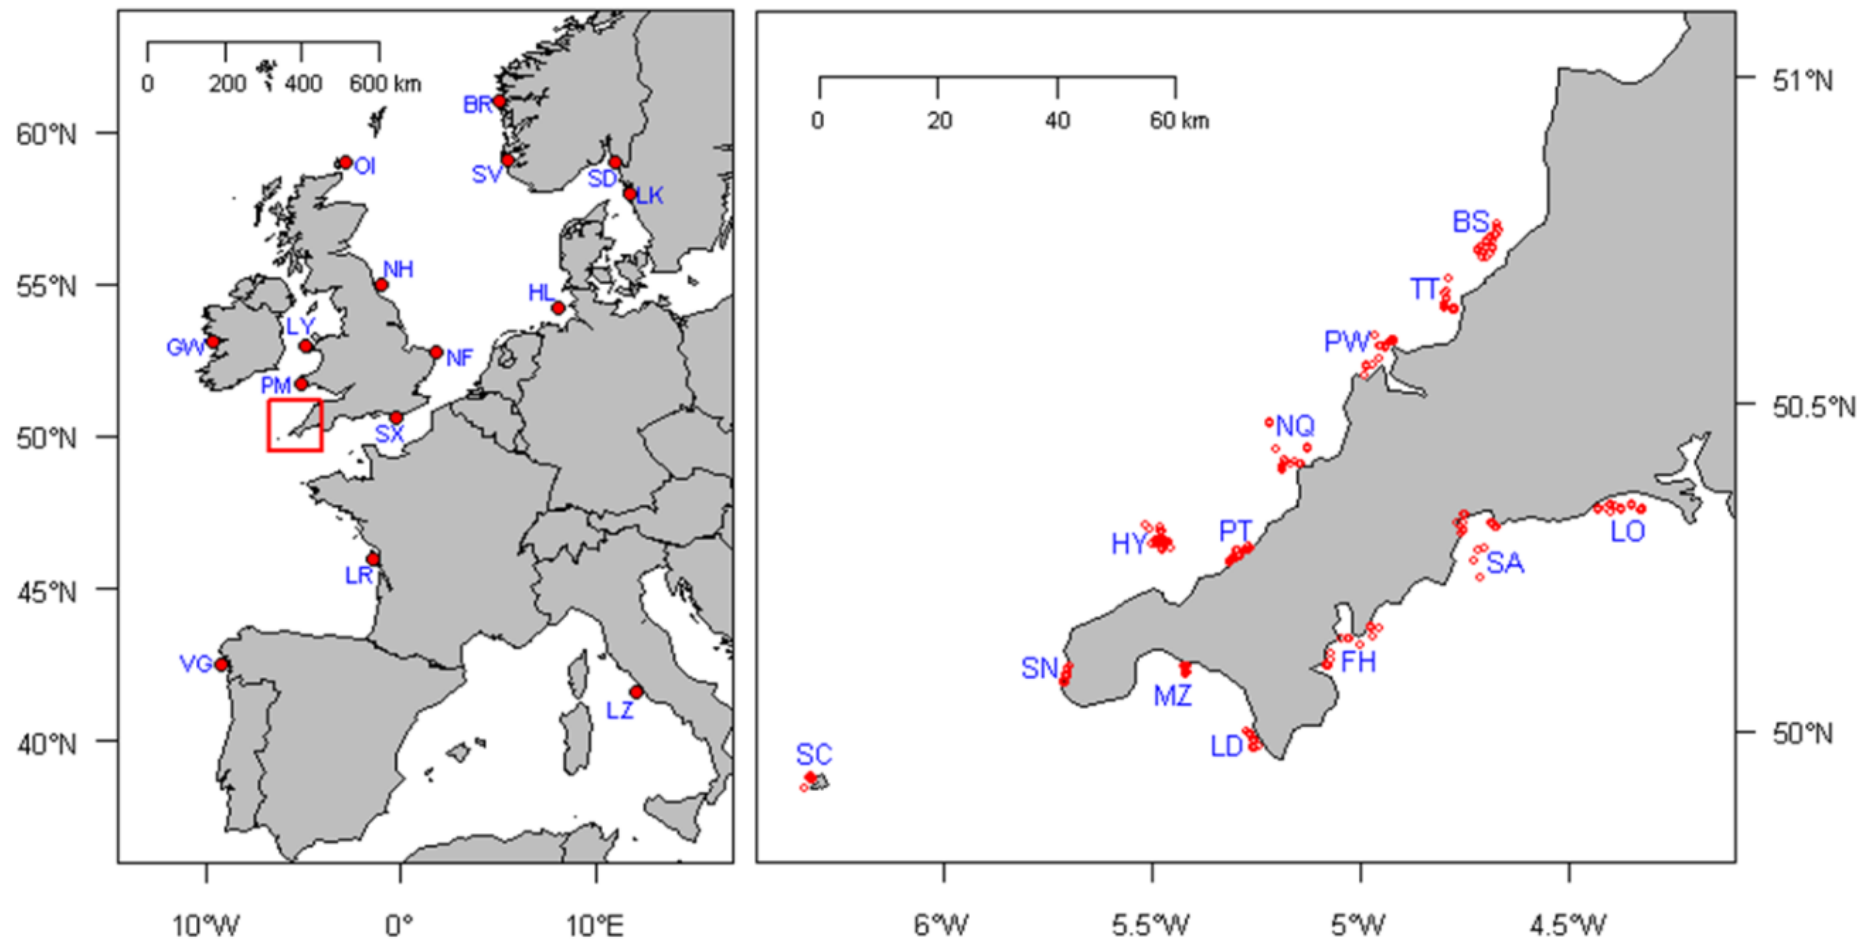 0 200 400 600 km
60°N
55°N
50°N
45°N
40°N
BR
OI
SV
SD
LK
NH
HL
LY
GW
NF
PM
SX
LR
VG
LZ
10°W 0° 10°E
0 20 40 60 km
51°N
50.5°N
50°N
BS
TT
PW
NQ
HY
PT
LO
SA
SN
MZ
FH
LD
SC
6°W 5.5°W 5°W 4.5°W